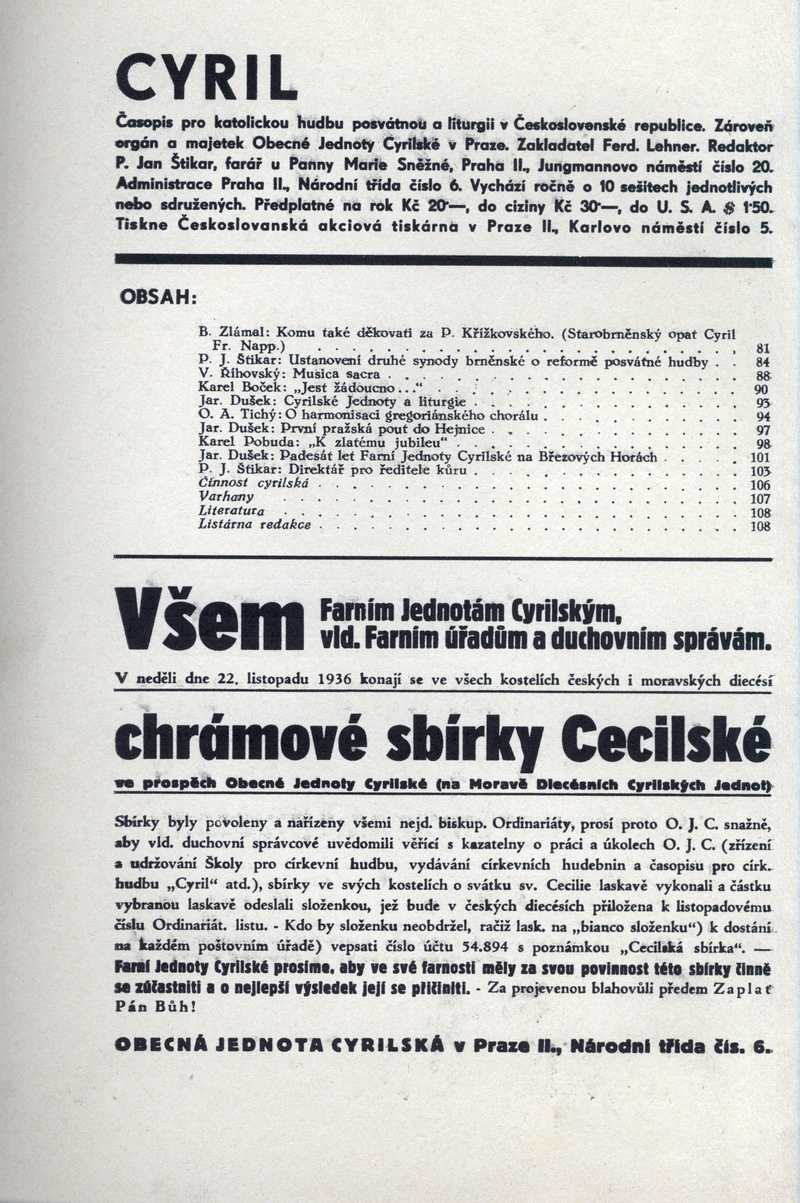 CYRIL
Časopis pro katolickou hudbu posvátnou a liturgii v Československé republice. Zároveň
orgán a majetek Obecné Jednoty Cyrilské v Praze. Zakladatel Ferd. Lehner. Redaktor
P. Jan Štikar, farář u Panny Marie Sněžné, Praha II., Jungmannovo náměstí číslo 20.
Administrace Praha II., Národní třída číslo 6. Vychází ročně o 10 sešitech jednotlivých
nebo sdružených. Předplatné na rok Kč 20·—, do ciziny Kč 30·—, do U. S. A. $ 1·50.
Tiskne Českoslovanská akciová tiskárna v Praze II., Karlovo náměstí číslo 5.
OBSAH:
B. Zlámal: Komu také děkovati za P. Křížkovského. (Starobrněnský opat Cyril
Fr. Napp.) . . . . . . . . . . . . . . . . . . . . 81
P. J. Štikar: Ustanovení druhé synody brněnské o reformě posvátné hudby . . 84
V. Říhovský: Musica sacra . . . . . . . . . . . . . . . . . 88
Karel Boček: „Jest žádoucno . . .“ . . . . . . . . . . . . . . . 90
Jar. Dušek: Cyrilské Jednoty a liturgie . . . . . . . . . . . . . 93
O. A. Tichý: O harmonisaci gregoriánského chorálu . . . . . . . . . 94
Jar. Dušek: První pražská pout do Hejnice . . . . . . . . . . . . 97
Karel Pobuda: „K zlatému jubileu“ . . . . . . . . . . . . . . 98
Jar. Dušek: Padesát let Farní Jednoty Cyrilské na Březových Horách . . . . 101
P. J. Štikar: Direktář pro ředitele kůru . . . . . . . . . . . . . 103
Činnost cyrilská . . . . . . . . . . . . . . . . . . . . 106
Varhany . . . . . . . . . . . . . . . . . . . . . . 107
Literatura . . . . . . . . . . . . . . . . . . . . . . 108
Listárna redakce . . . . . . . . . . . . . . . . . . . . 108
Všem Farním Jednotám Cyrilským,
vld. Farním úřadům a duchovním správám.
V neděli dne 22. listopadu 1936 konají se ve všech kostelích českých i moravských diecésí
chrámové sbírky Cecilské
ve prospěch Obecné Jednoty Cyrilské (na Moravě Diecésních Cyrilských Jednot)
Sbírky byly povoleny a nařízeny všemi nejd. biskup. Ordinariáty, prosí proto O. J. C. snažně,
aby vld. duchovní správcové uvědomili věřící s kazatelny o práci a úkolech O. J. C. (zřízení
a udržování Školy pro církevní hudbu, vydávání církevních hudebnin a časopisu pro círk.
hudbu „Cyril“ atd.), sbírky ve svých kostelích o svátku sv. Cecilie laskavě vykonali a částku
vybranou laskavě odeslali složenkou, jež bude v českých diecésích přiložena k listopadovému
číslu Ordinariát. listu. - Kdo by složenku neobdržel, račiž lask. na „bianco složenku“) k dostání
na každém poštovním úřadě) vepsati číslo účtu 54.894 s poznámkou „Cecilská sbírka“. —
Farní Jednoty Cyrilské prosíme, aby ve své farnosti měly za svou povinnost této sbírky činně
se zúčastniti a o nejlepší výsledek její se přičiniti. - Za projevenou blahovůli předem Zaplať
Pán Bůh!
OBECNÁ JEDNOTA CYRILSKÁ v Praze II., Národní třída čís. 6.